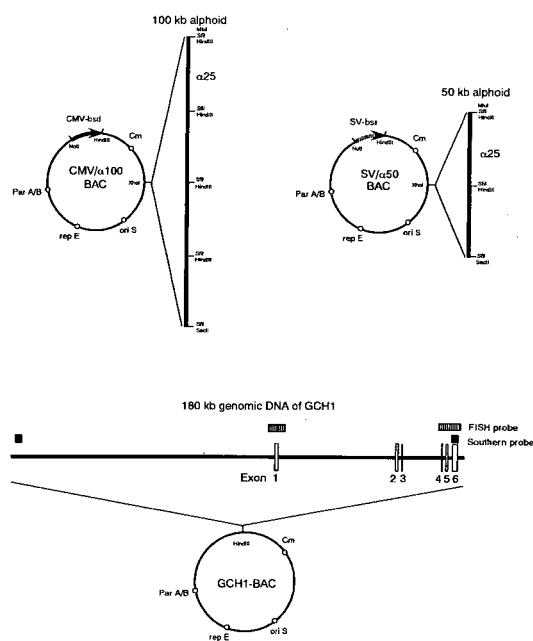 100 kb alphoid
MluI
SfiI
HindIII
α25
SfiI
HindIII
SfiI
HindIII
SfiI
HindIII
SfiI
SacII
CMV-bsd
NotI
HindIII
Cm
CMV/α100
BAC
XhoI
Par A/B
rep E
ori S
50 kb alphoid
MluI
SfiI
HindIII
α25
SfiI
HindIII
SfiI
SacII
SV-bsr
NotI
HindIII
Cm
SV/α50
BAC
XhoI
Par A/B
rep E
ori S
180 kb genomic DNA of GCH1
FISH probe
Southern probe
Exon 1 2 3 4 5 6
HindIII
Cm
GCH1-BAC
Par A/B
rep E
ori S